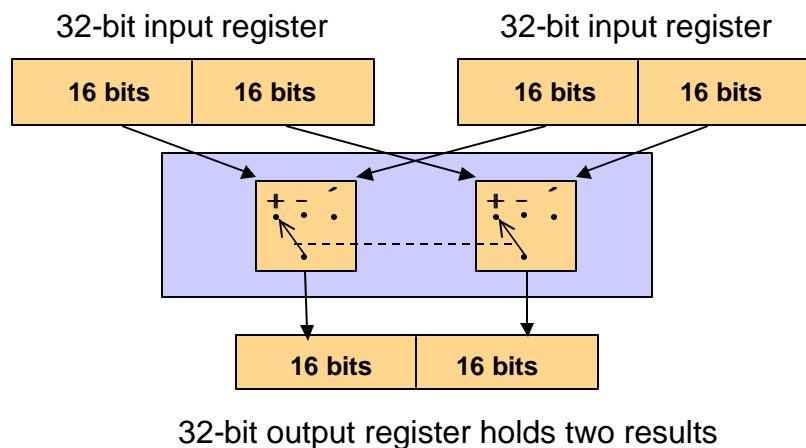 32-bit input register 32-bit input register
16 bits 16 bits 16 bits 16 bits
+ − ´ + − ´
16 bits 16 bits
32-bit output register holds two results